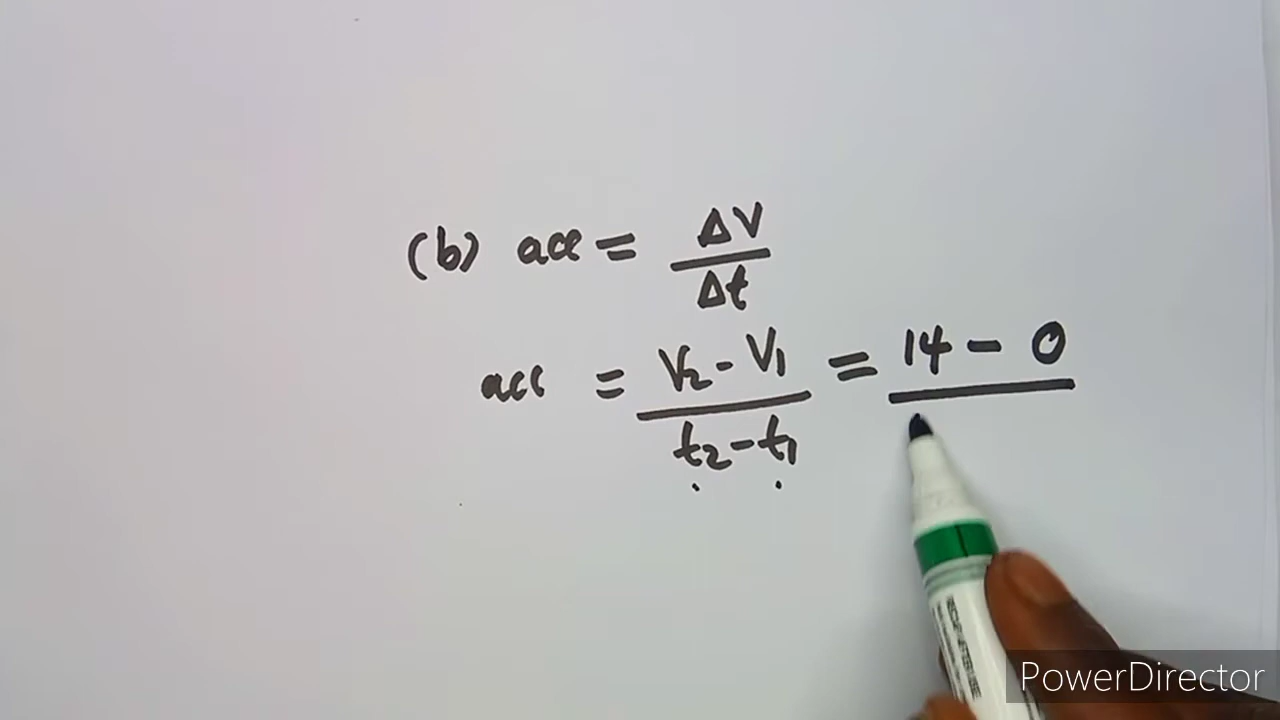 (b) acc = ΔV
Δt
acc = V₂ - V₁ = 14 - 0
t₂ - t₁
PowerDirector